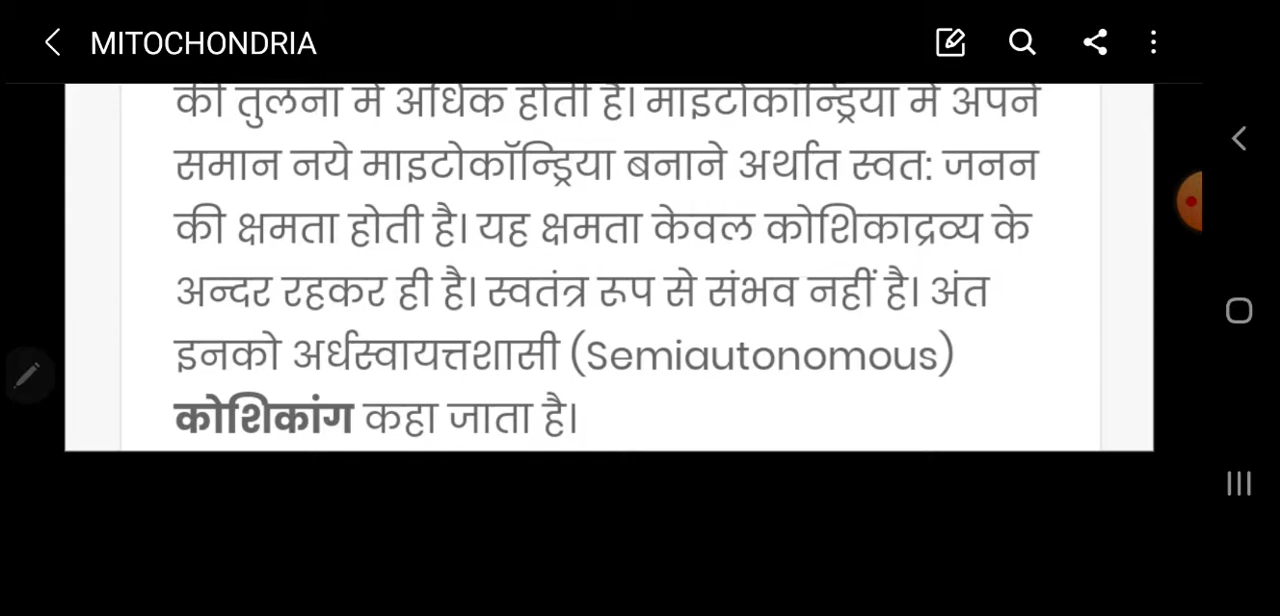 MITOCHONDRIA
की तुलना में अधिक होती है। माइटोकॉन्ड्रिया में अपने
समान नये माइटोकॉन्ड्रिया बनाने अर्थात स्वत: जनन
की क्षमता होती है। यह क्षमता केवल कोशिकाद्रव्य के
अन्दर रहकर ही है। स्वतंत्र रूप से संभव नहीं है। अंत
इनको अर्धस्वायत्तशासी (Semiautonomous)
कोशिकांग कहा जाता है।